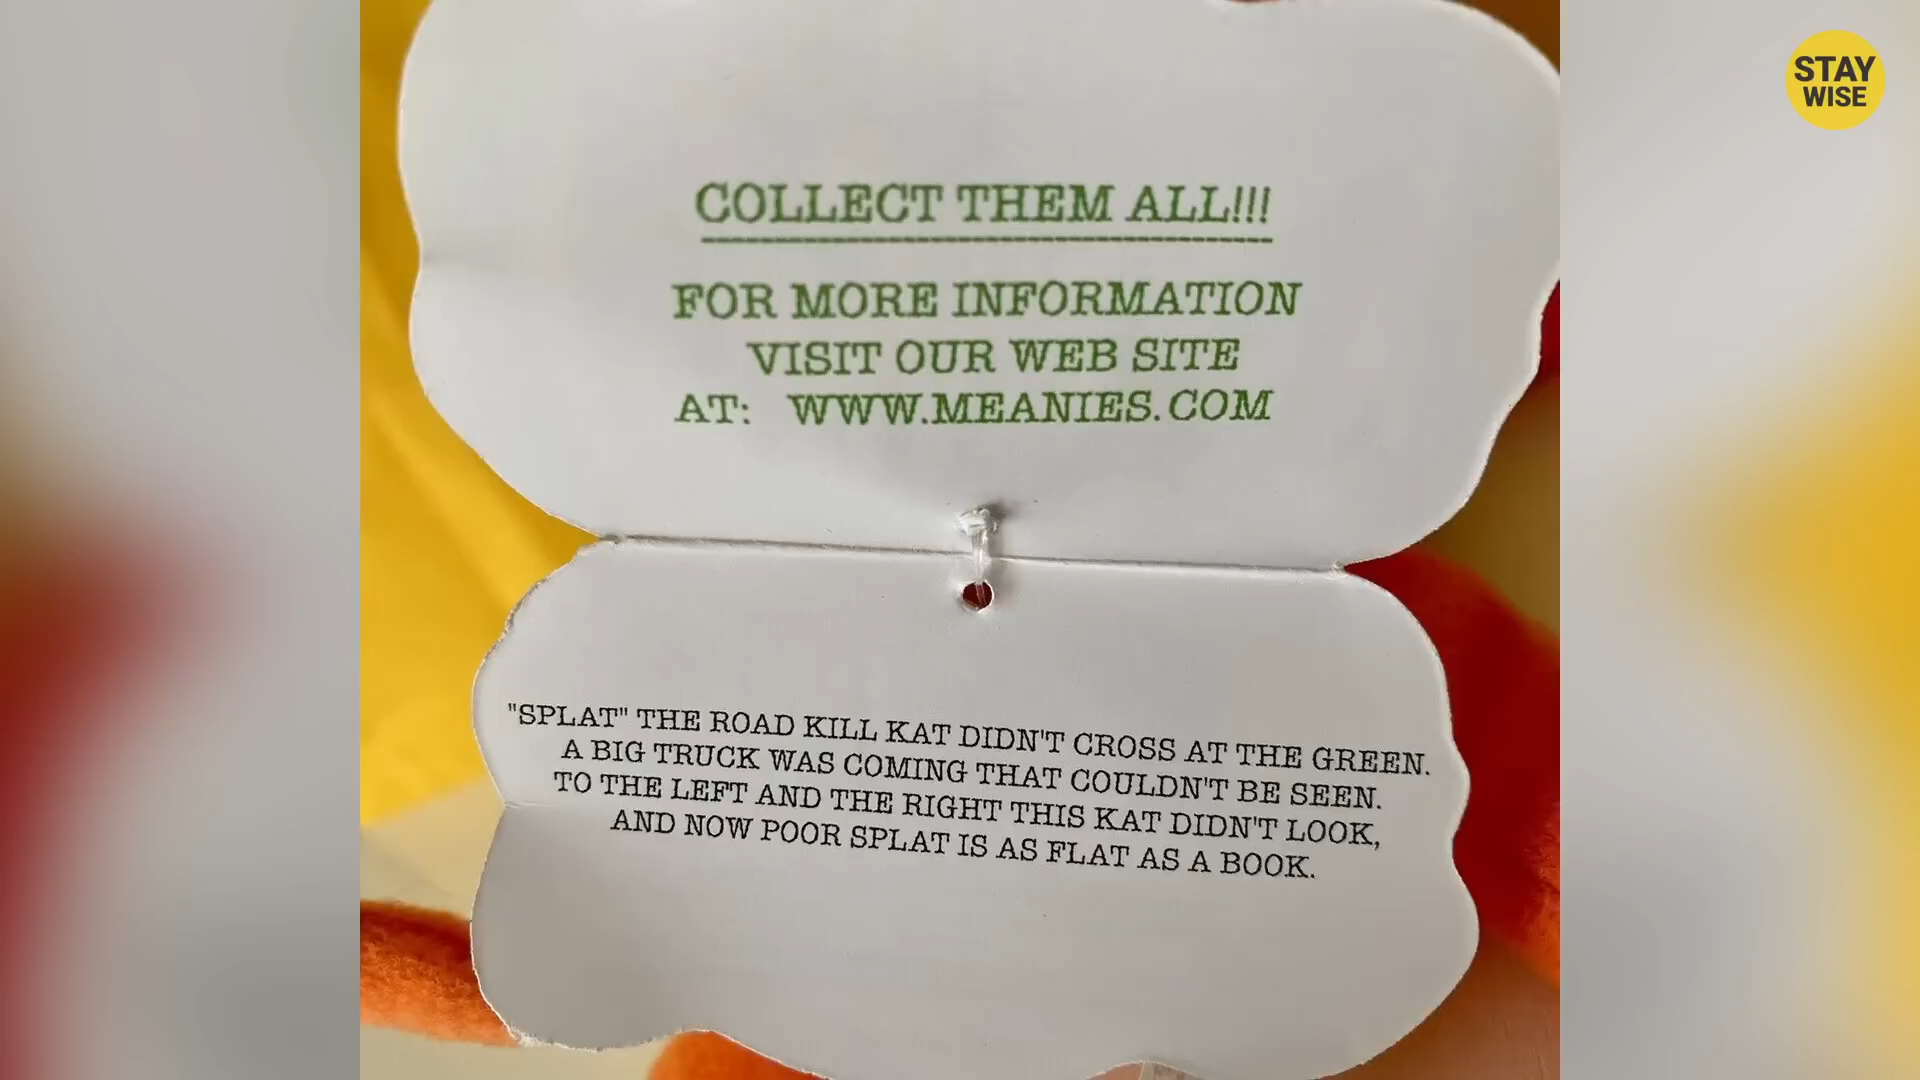 STAY
WISE
COLLECT THEM ALL!!!
FOR MORE INFORMATION
VISIT OUR WEB SITE
AT: WWW.MEANIES.COM
"SPLAT" THE ROAD KILL KAT DIDN'T CROSS AT THE GREEN.
A BIG TRUCK WAS COMING THAT COULDN'T BE SEEN.
TO THE LEFT AND THE RIGHT THIS KAT DIDN'T LOOK,
AND NOW POOR SPLAT IS AS FLAT AS A BOOK.